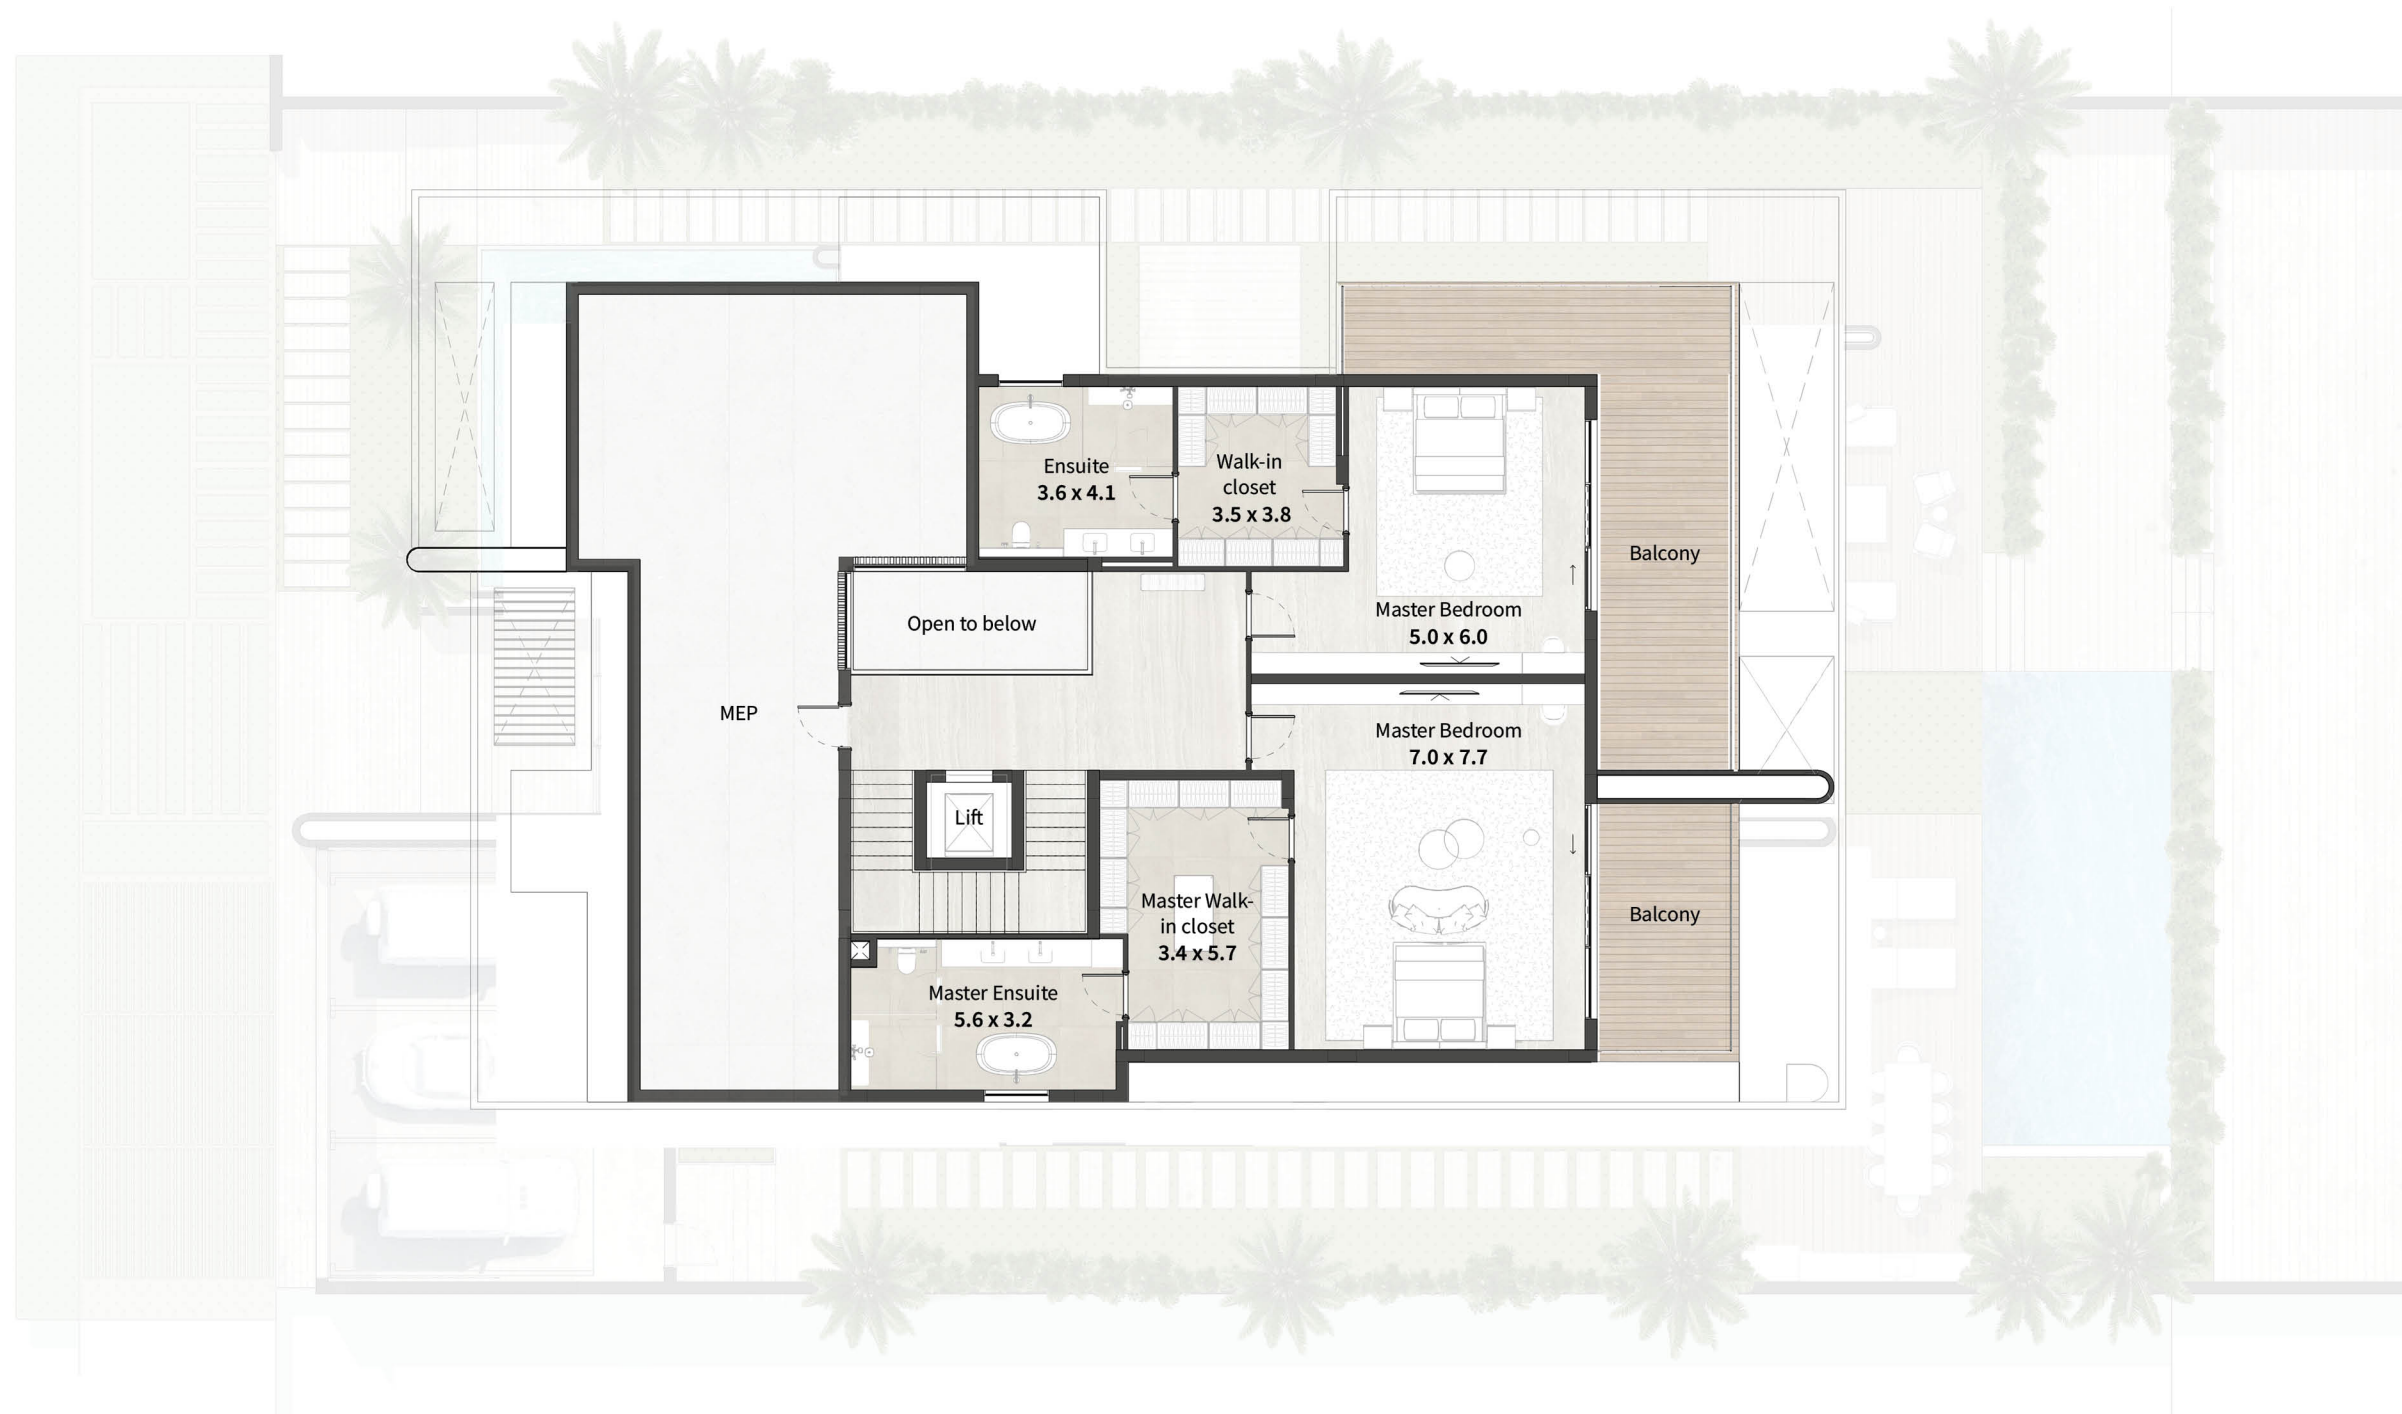 Ensuite
3.6 x 4.1
Walk-in
closet
3.5 x 3.8
Balcony
Open to below
Master Bedroom
5.0 x 6.0
MEP
Master Bedroom
7.0 x 7.7
Lift
Master Walk-
in closet
3.4 x 5.7
Balcony
Master Ensuite
5.6 x 3.2